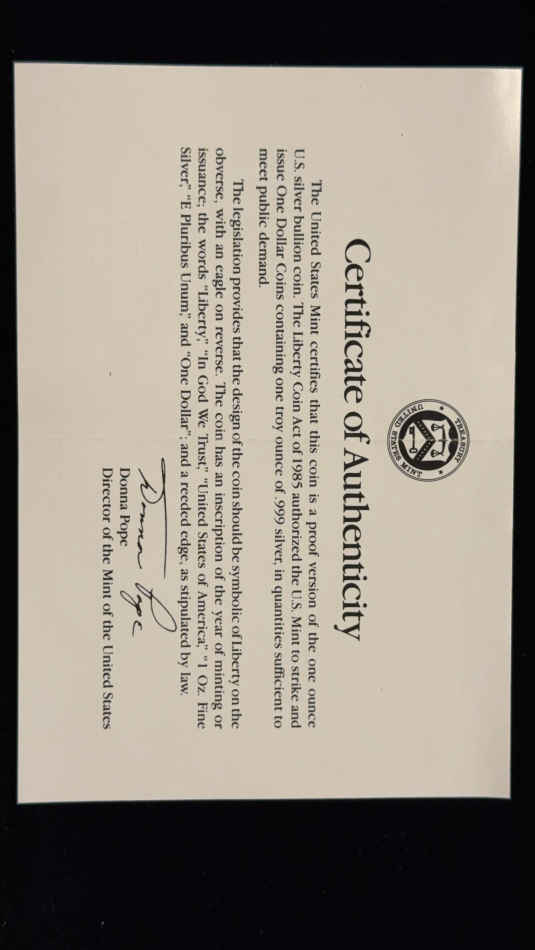 TREASURY
UNITED STATES MINT
Certificate of Authenticity
The United States Mint certifies that this coin is a proof version of the one ounce
U.S. silver bullion coin. The Liberty Coin Act of 1985 authorized the U.S. Mint to strike and
issue One Dollar Coins containing one troy ounce of .999 silver, in quantities sufficient to
meet public demand.
The legislation provides that the design of the coin should be symbolic of Liberty on the
obverse, with an eagle on reverse. The coin has an inscription of the year of minting or
issuance; the words “Liberty,” “In God We Trust,” “United States of America,” “1 Oz. Fine
Silver,” “E Pluribus Unum,” and “One Dollar”; and a reeded edge, as stipulated by law.
Donna Pope
Donna Pope
Director of the Mint of the United States